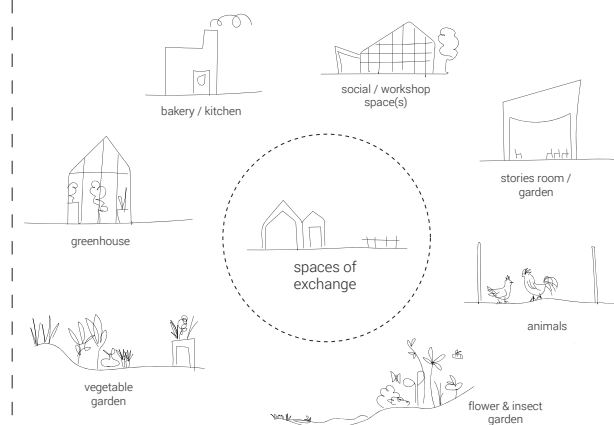 bakery / kitchen
social / workshop
space(s)
stories room /
garden
greenhouse
spaces of
exchange
animals
vegetable
garden
flower & insect
garden